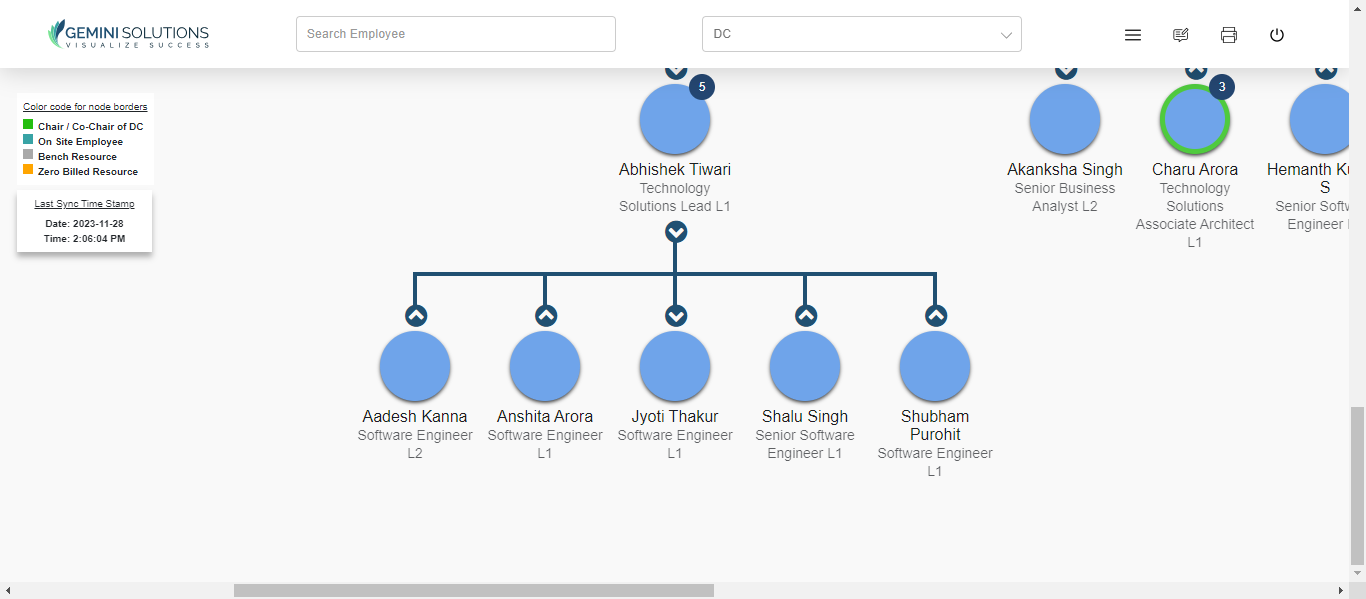 GEMINI SOLUTIONS
VISUALIZE SUCCESS
Search Employee
DC
Color code for node borders
Chair / Co-Chair of DC
On Site Employee
Bench Resource
Zero Billed Resource
Last Sync Time Stamp
Date: 2023-11-28
Time: 2:06:04 PM
5
Abhishek Tiwari
Technology
Solutions Lead L1
Akanksha Singh
Senior Business
Analyst L2
3
Charu Arora
Technology
Solutions
Associate Architect
L1
Hemanth
S
Senior
Engineer
Aadesh Kanna
Software Engineer
L2
Anshita Arora
Software Engineer
L1
Jyoti Thakur
Software Engineer
L1
Shalu Singh
Senior Software
Engineer L1
Shubham
Purohit
Software Engineer
L1